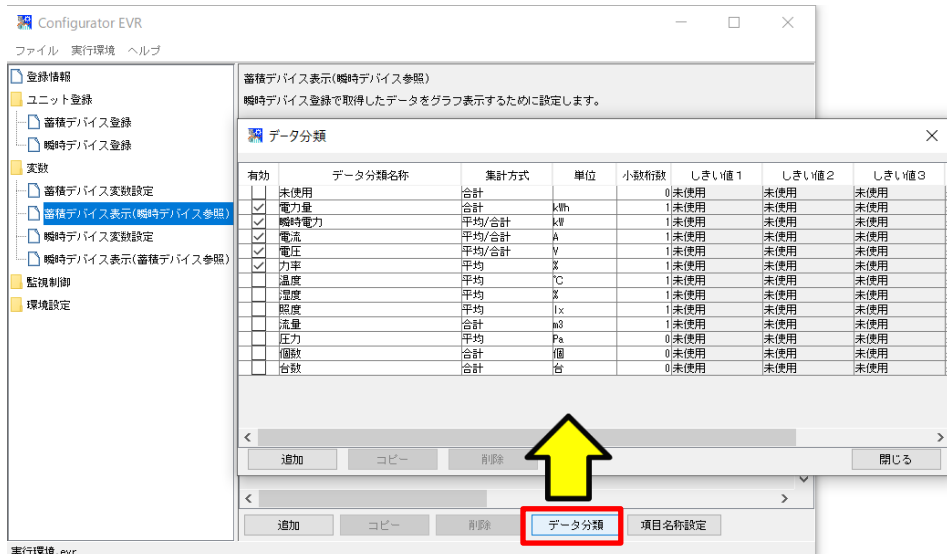 Configurator EVR
ファイル 実行環境 ヘルプ
登録情報
ユニット登録
蓄積デバイス登録
瞬時デバイス登録
変数
蓄積デバイス変数設定
蓄積デバイス表示(瞬時デバイス参照)
瞬時デバイス変数設定
瞬時デバイス表示(蓄積デバイス参照)
監視制御
環境設定
蓄積デバイス表示(瞬時デバイス参照)
瞬時デバイス登録で取得したデータをグラフ表示するために設定します。
データ分類
有効 データ分類名称 集計方式 単位 小数桁数 しきい値1 しきい値2 しきい値3
未使用 合計 0 未使用 未使用 未使用
電力量 合計 kWh 1 未使用 未使用 未使用
瞬時電力 平均/合計 kW 1 未使用 未使用 未使用
電流 平均/合計 A 1 未使用 未使用 未使用
電圧 平均/合計 V 1 未使用 未使用 未使用
力率 平均 % 1 未使用 未使用 未使用
温度 平均 ℃ 1 未使用 未使用 未使用
湿度 平均 % 1 未使用 未使用 未使用
照度 平均 lx 1 未使用 未使用 未使用
流量 合計 m3 1 未使用 未使用 未使用
圧力 平均 Pa 0 未使用 未使用 未使用
個数 合計 個 0 未使用 未使用 未使用
台数 合計 台 0 未使用 未使用 未使用
追加 コピー 削除 閉じる
追加 コピー 削除 データ分類 項目名称設定
実行環境.evr